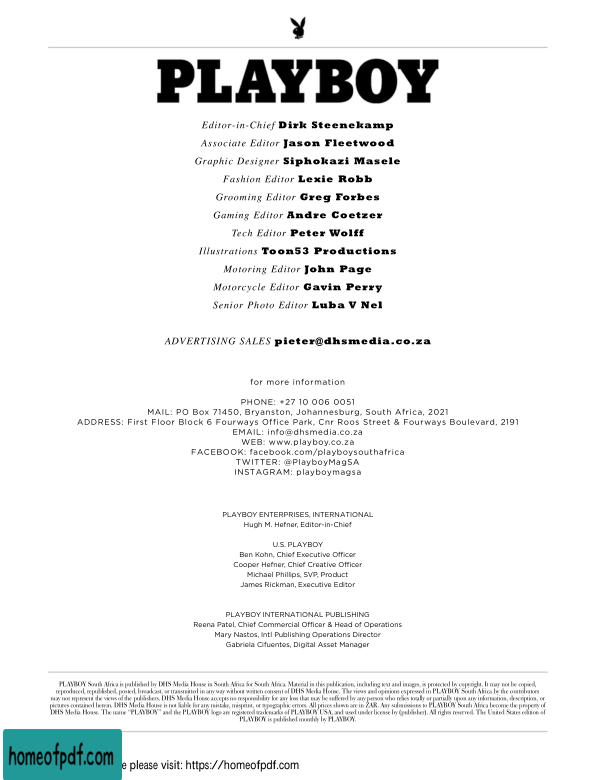 PLAYBOY
Editor-in-Chief Dirk Steenekamp
Associate Editor Jason Fleetwood
Graphic Designer Siphokazi Masele
Fashion Editor Lexie Robb
Grooming Editor Greg Forbes
Gaming Editor Andre Coetzer
Tech Editor Peter Wolff
Illustrations Toon53 Productions
Motoring Editor John Page
Motorcycle Editor Gavin Perry
Senior Photo Editor Luba V Nel
ADVERTISING SALES pieter@dhsmedia.co.za
for more information
PHONE: +27 10 006 0051
MAIL: PO Box 71450, Bryanston, Johannesburg, South Africa, 2021
ADDRESS: First Floor Block 6 Fourways Office Park, Cnr Roos Street & Fourways Boulevard, 2191
EMAIL: info@dhsmedia.co.za
WEB: www.playboy.co.za
FACEBOOK: facebook.com/playboysouthafrica
TWITTER: @PlayboyMagSA
INSTAGRAM: playboymagsa
PLAYBOY ENTERPRISES, INTERNATIONAL
Hugh M. Hefner, Editor-in-Chief
U.S. PLAYBOY
Ben Kohn, Chief Executive Officer
Cooper Hefner, Chief Creative Officer
Michael Phillips, SVP, Product
James Rickman, Executive Editor
PLAYBOY INTERNATIONAL PUBLISHING
Reena Patel, Chief Commercial Officer & Head of Operations
Mary Nastos, Intl Publishing Operations Director
Gabriela Cifuentes, Digital Asset Manager
PLAYBOY South Africa is published by DHS Media House in South Africa for South Africa. Material in this publication, including text and images, is protected by copyright. It may not be copied,
reproduced, republished, posted, broadcast, or transmitted in any way without written consent of DHS Media House. The views and opinions expressed in PLAYBOY South Africa by the contributors
may not represent the views of the publishers. DHS Media House accepts no responsibility for any loss that may be suffered by any person who relies totally or partially upon any information, description, or
pictures contained herein. DHS Media House is not liable for any mistake, misprint, or typographic errors. All prices shown are in ZAR. Any submissions to PLAYBOY South Africa become the property of
DHS Media House. The name "PLAYBOY" and the PLAYBOY logo are registered trademarks of PLAYBOY USA, and used under license by (publisher). All rights reserved. The United States edition of
PLAYBOY is published monthly by PLAYBOY.
homeofpdf.com
e please visit: https://homeofpdf.com